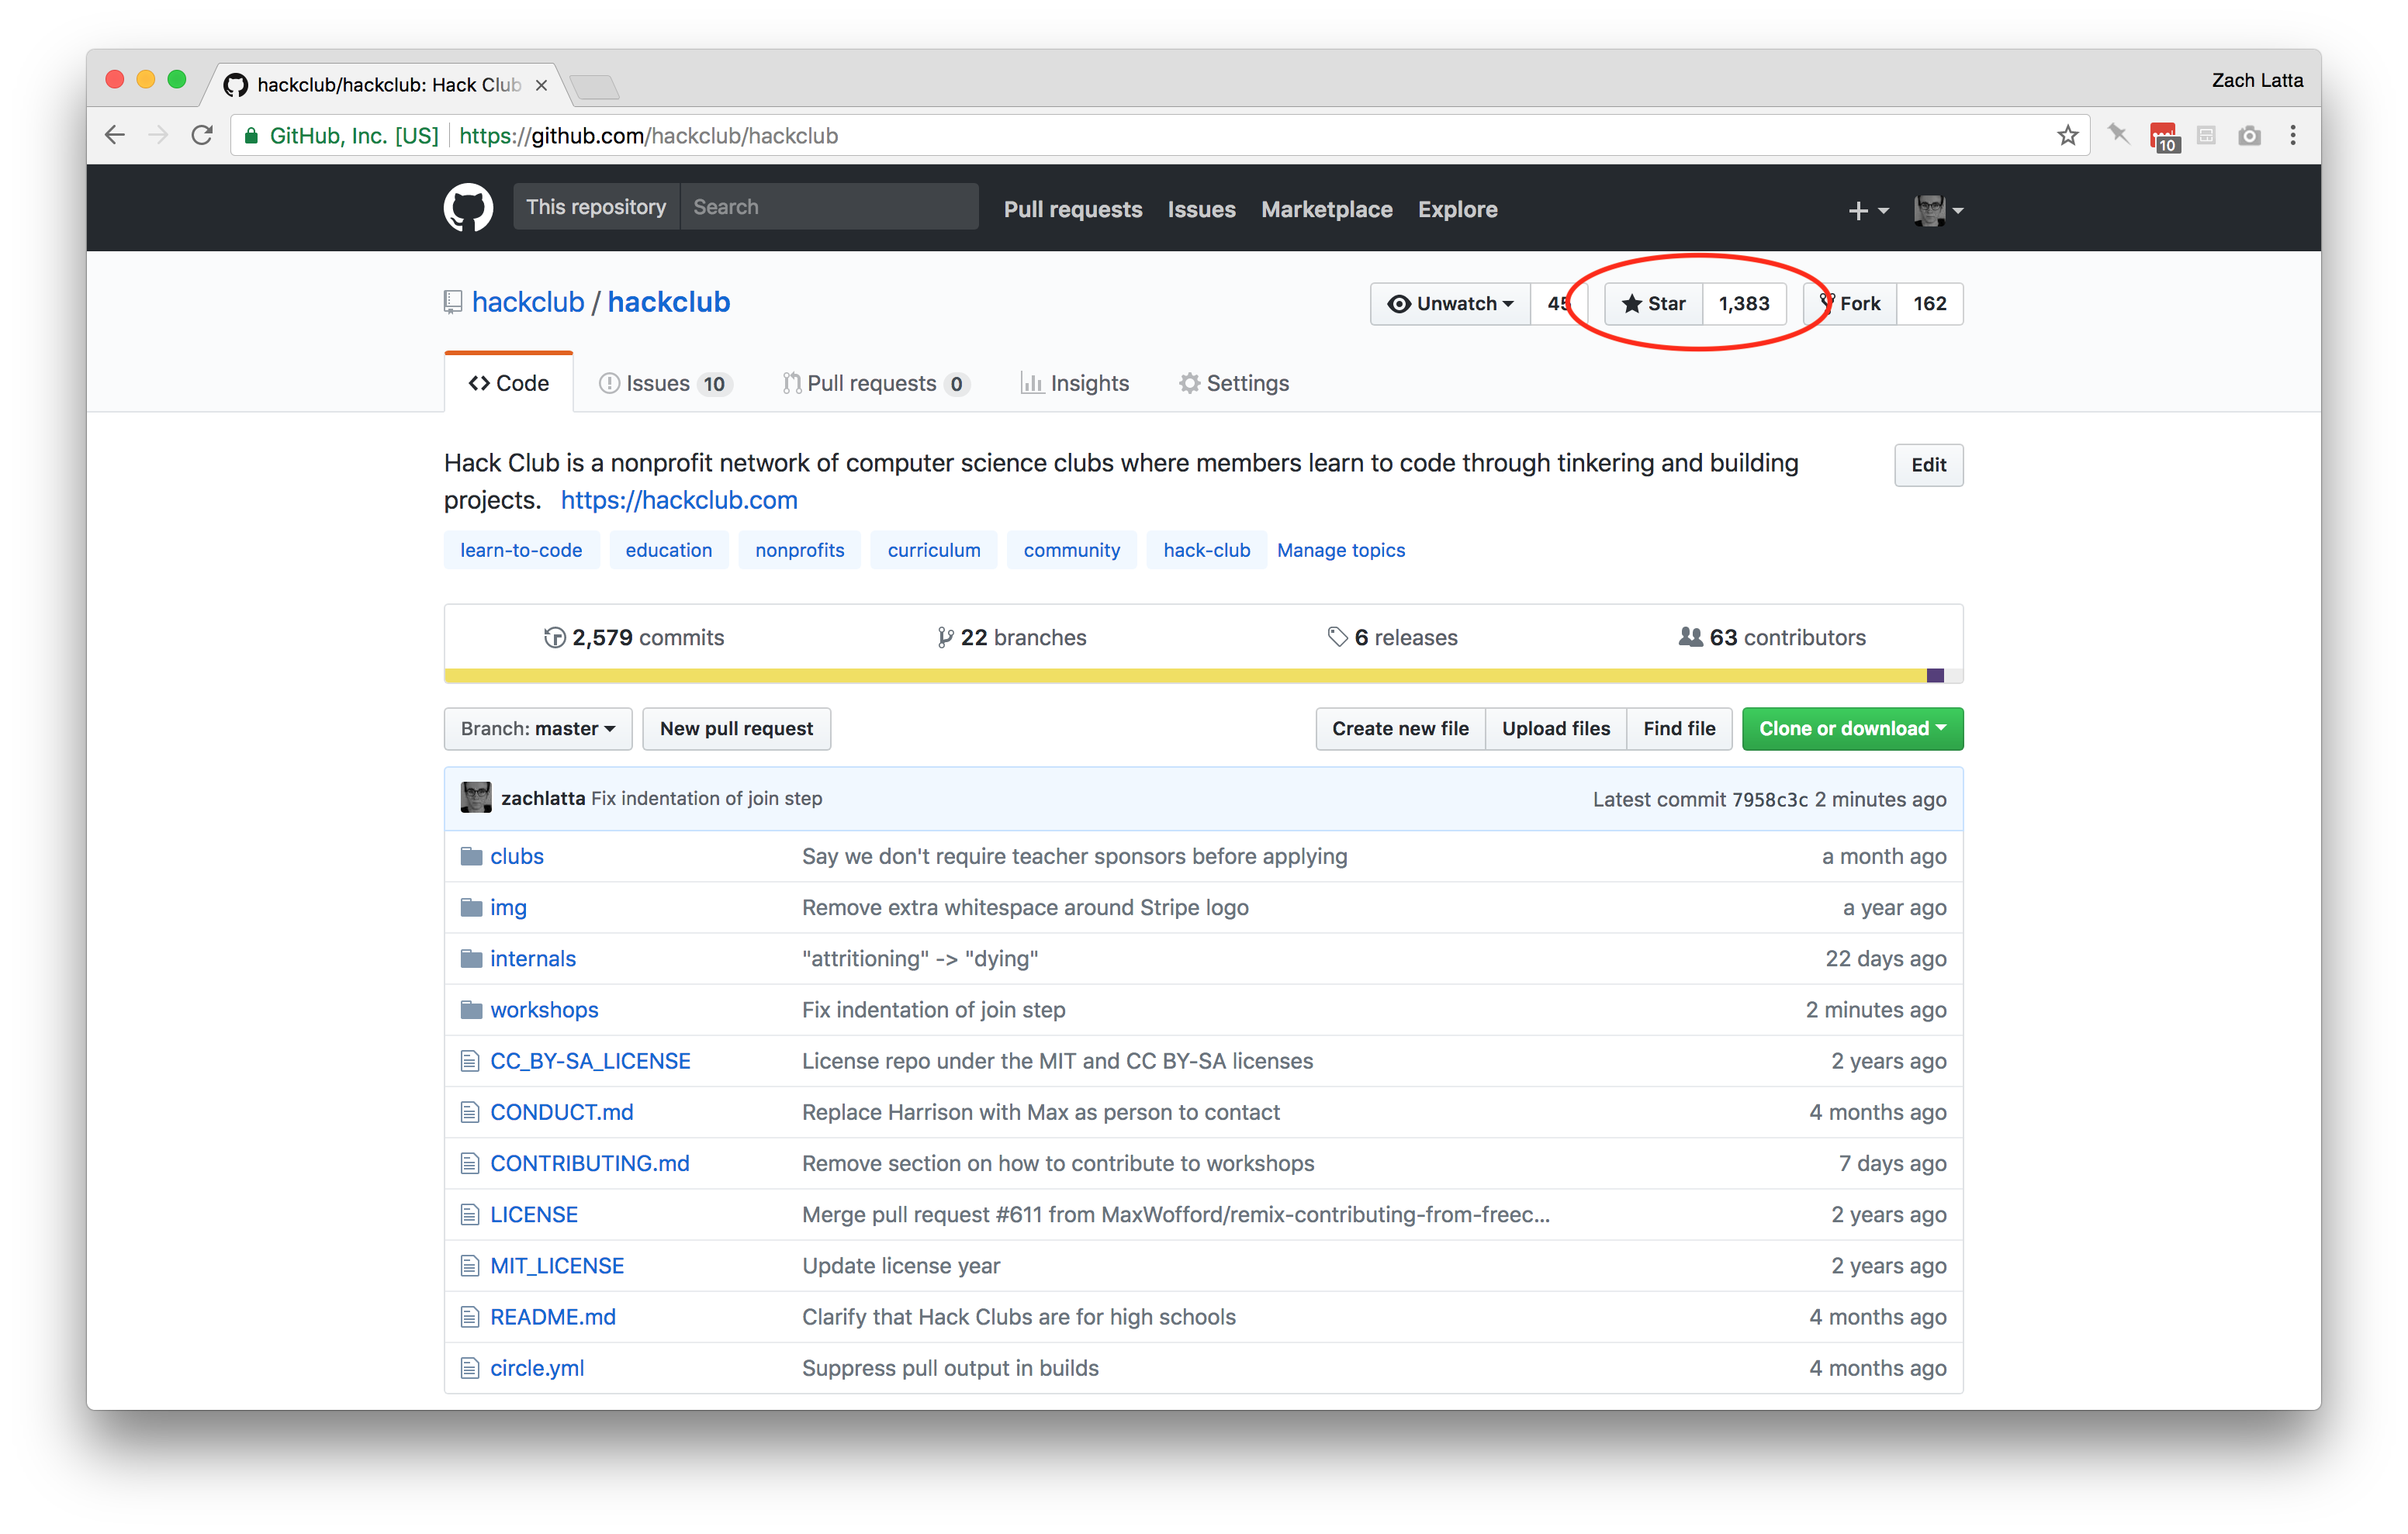 hackclub/hackclub: Hack Club
Zach Latta
GitHub, Inc. [US] https://github.com/hackclub/hackclub
10
This repository Search Pull requests Issues Marketplace Explore
hackclub / hackclub Unwatch 45 Star 1,383 Fork 162
Code Issues 10 Pull requests 0 Insights Settings
Hack Club is a nonprofit network of computer science clubs where members learn to code through tinkering and building Edit
projects. https://hackclub.com
learn-to-code education nonprofits curriculum community hack-club Manage topics
2,579 commits 22 branches 6 releases 63 contributors
Branch: master New pull request Create new file Upload files Find file Clone or download
zachlatta Fix indentation of join step Latest commit 7958c3c 2 minutes ago
clubs Say we don't require teacher sponsors before applying a month ago
img Remove extra whitespace around Stripe logo a year ago
internals "attritioning" -> "dying" 22 days ago
workshops Fix indentation of join step 2 minutes ago
CC_BY-SA_LICENSE License repo under the MIT and CC BY-SA licenses 2 years ago
CONDUCT.md Replace Harrison with Max as person to contact 4 months ago
CONTRIBUTING.md Remove section on how to contribute to workshops 7 days ago
LICENSE Merge pull request #611 from MaxWofford/remix-contributing-from-freec... 2 years ago
MIT_LICENSE Update license year 2 years ago
README.md Clarify that Hack Clubs are for high schools 4 months ago
circle.yml Suppress pull output in builds 4 months ago